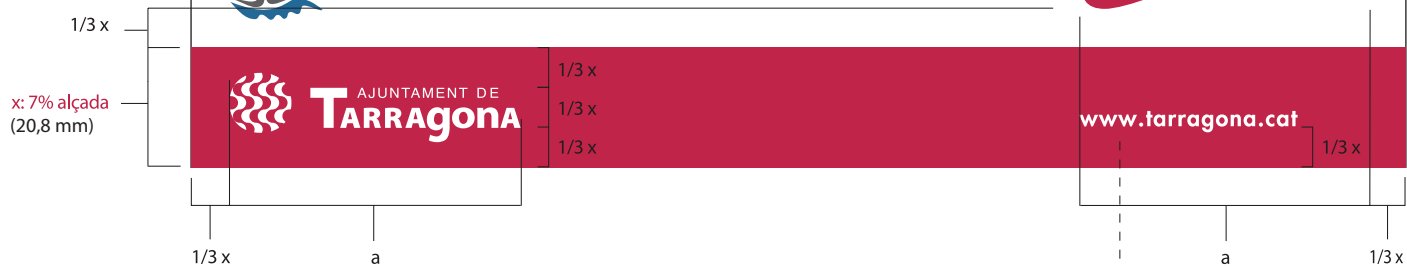 1/3 x
x: 7% alçada
(20,8 mm)
AJUNTAMENT DE
TARRAgonA
1/3 x
1/3 x
1/3 x
www.tarragona.cat
1/3 x
1/3 x
a
a
1/3 x